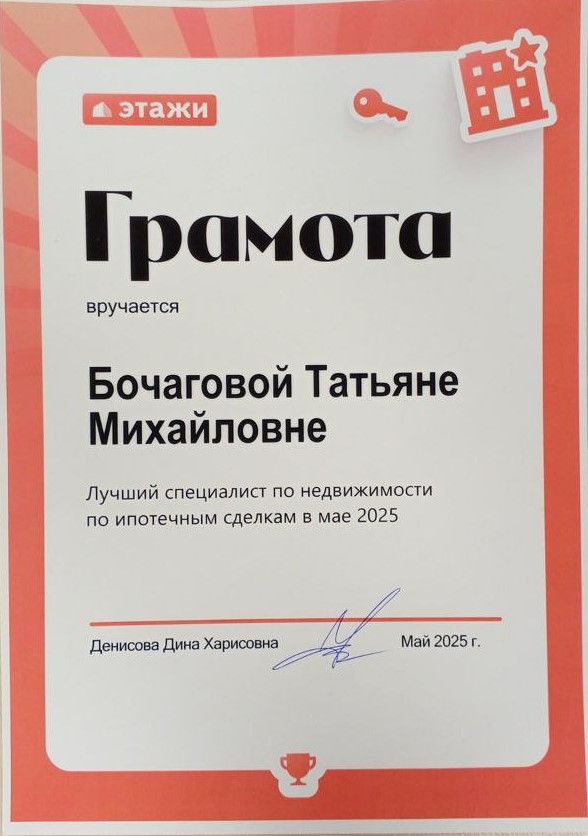 этажи
Грамота
вручается
Бочаговой Татьяне
Михайловне
Лучший специалист по недвижимости
по ипотечным сделкам в мае 2025
Денисова Дина Харисовна
Май 2025 г.